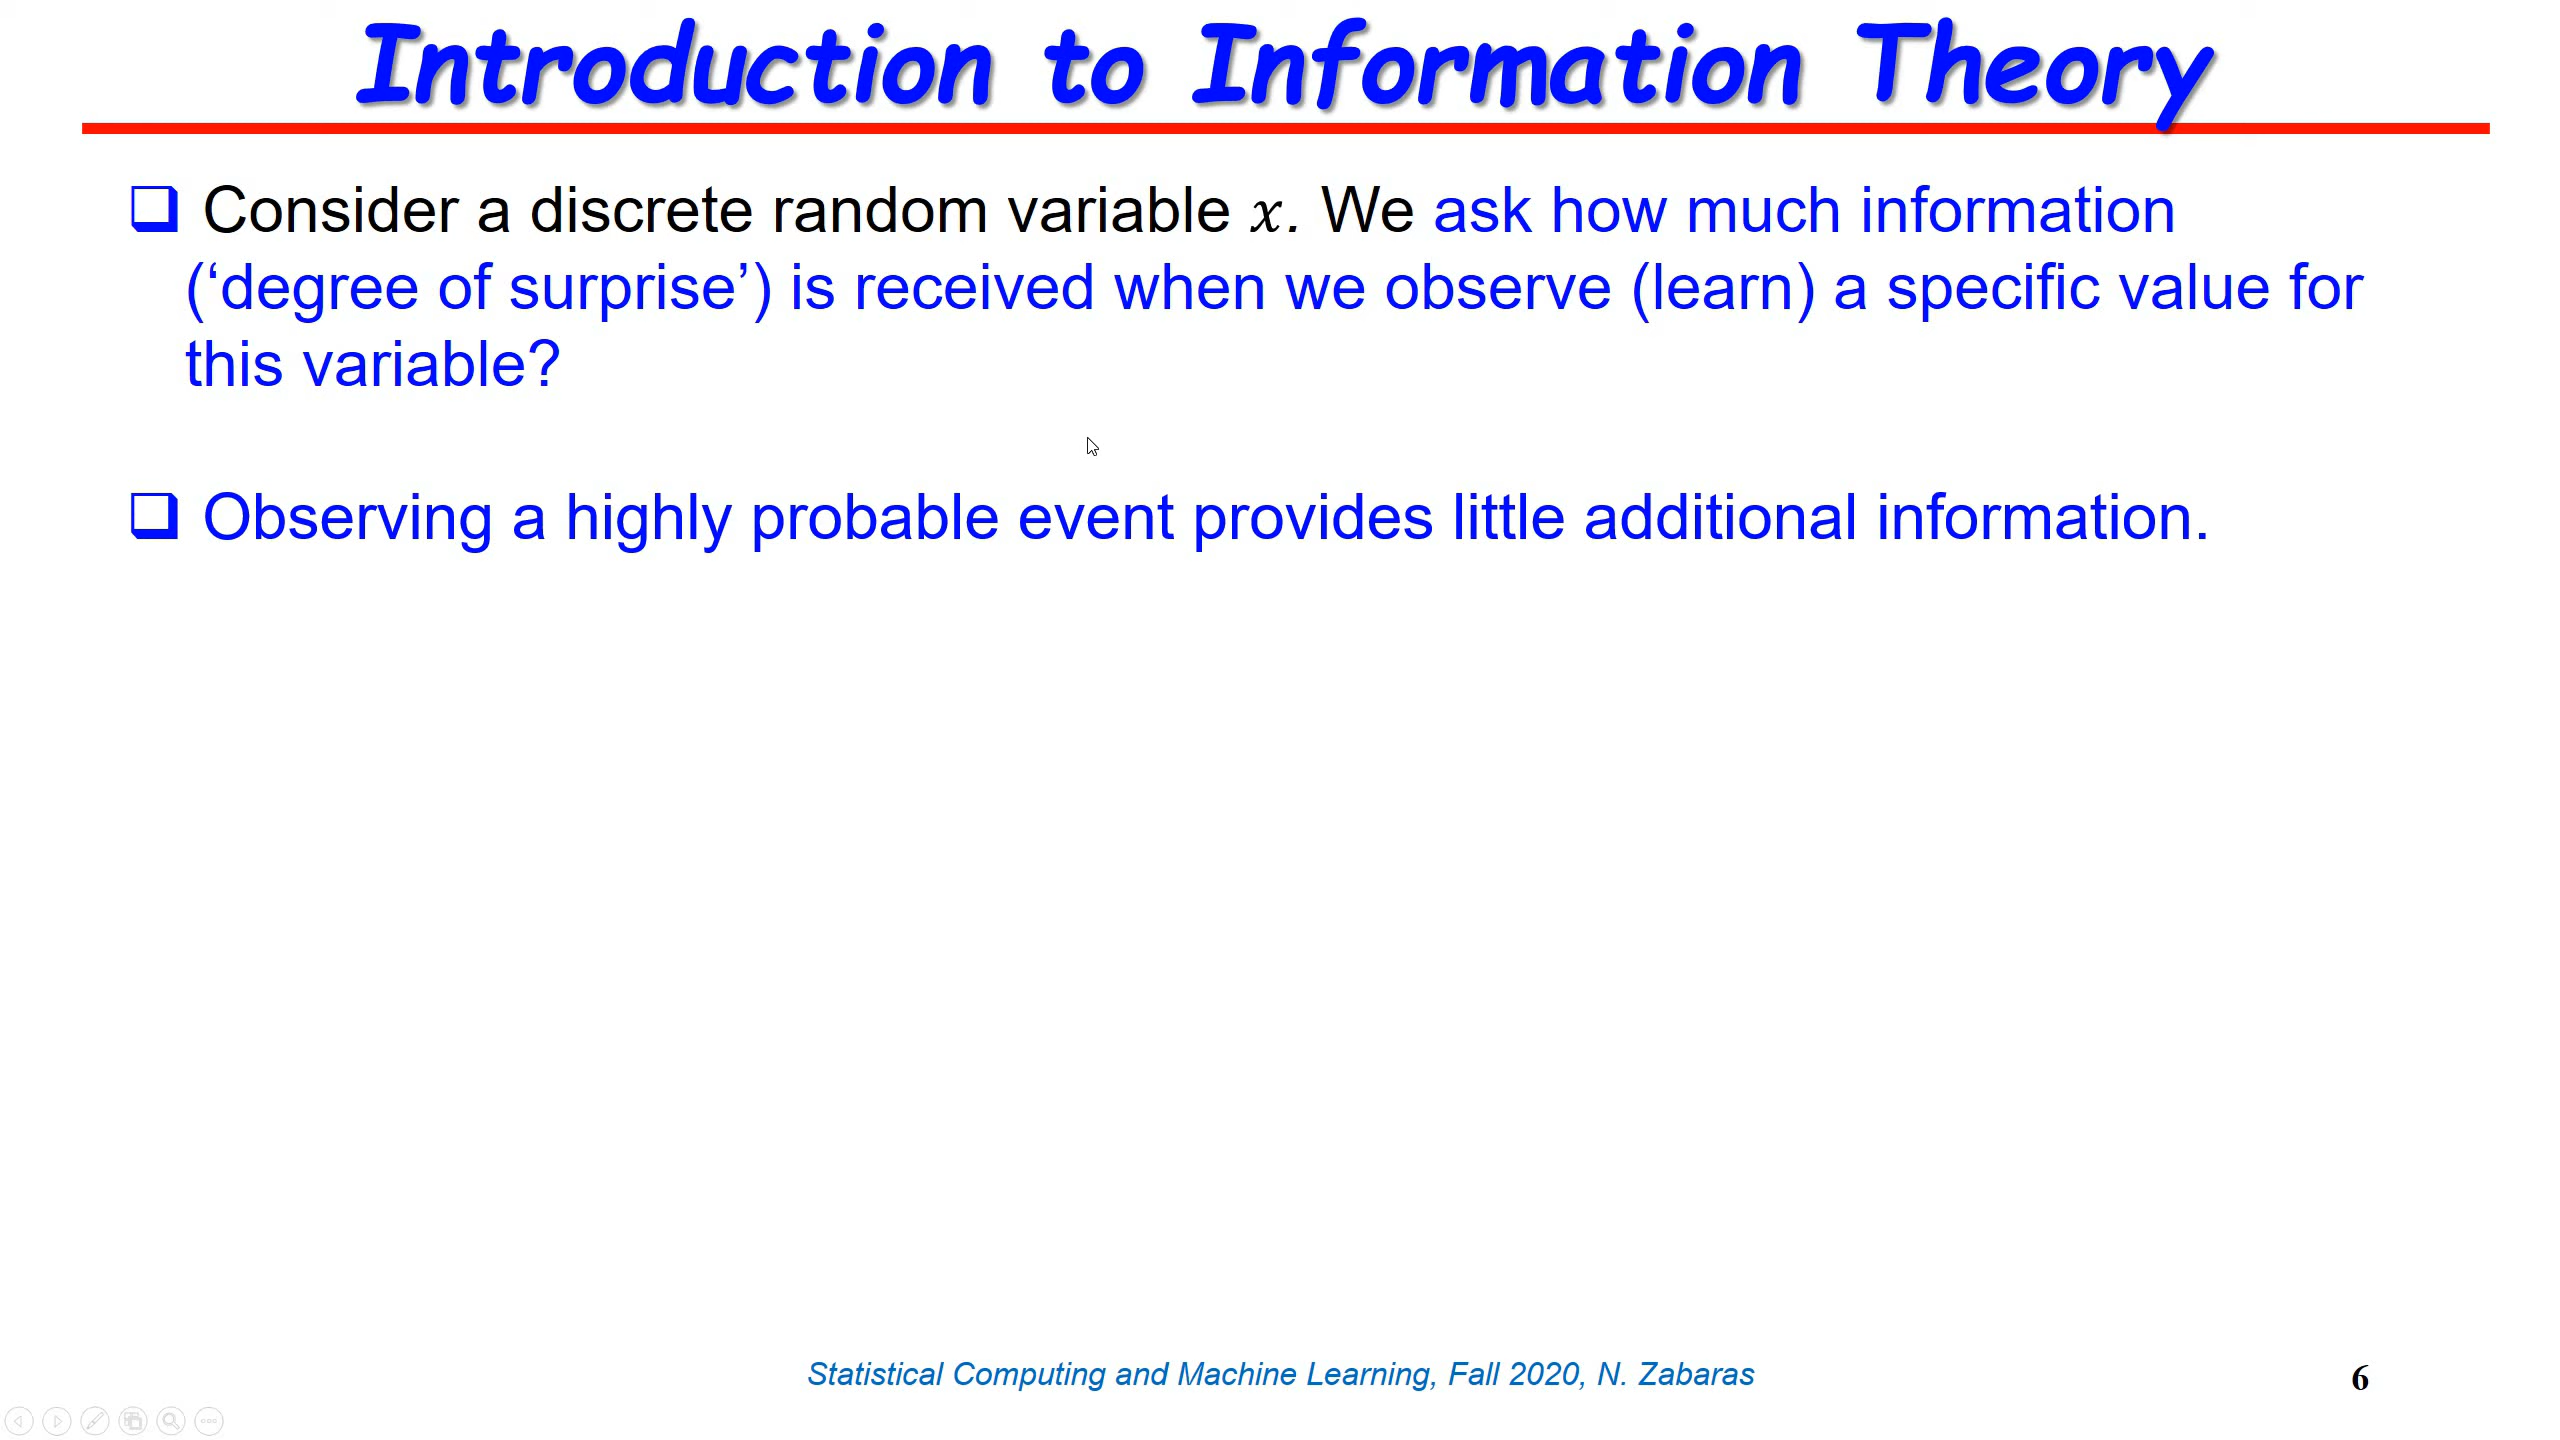 Introduction to Information Theory
❑ Consider a discrete random variable x. We ask how much information
(‘degree of surprise’) is received when we observe (learn) a specific value for
this variable?
❑ Observing a highly probable event provides little additional information.
Statistical Computing and Machine Learning, Fall 2020, N. Zabaras
6